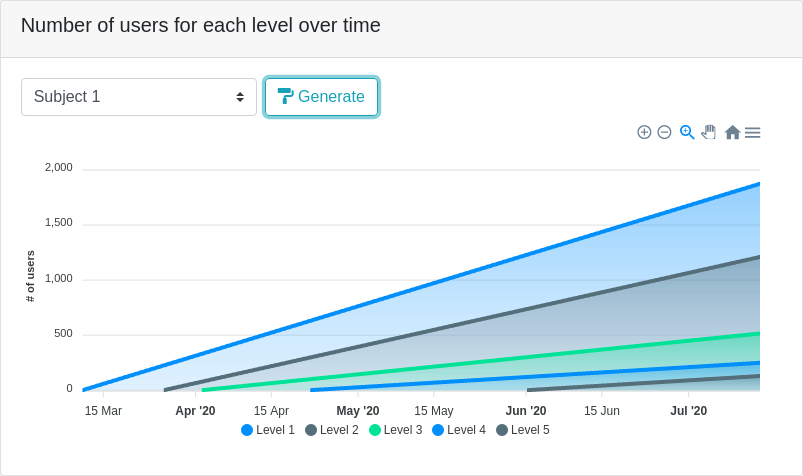 Number of users for each level over time
Subject 1
Generate
2,000
1,500
1,000
500
0
# of users
15 Mar Apr '20 15 Apr May '20 15 May Jun '20 15 Jun Jul '20
Level 1 Level 2 Level 3 Level 4 Level 5